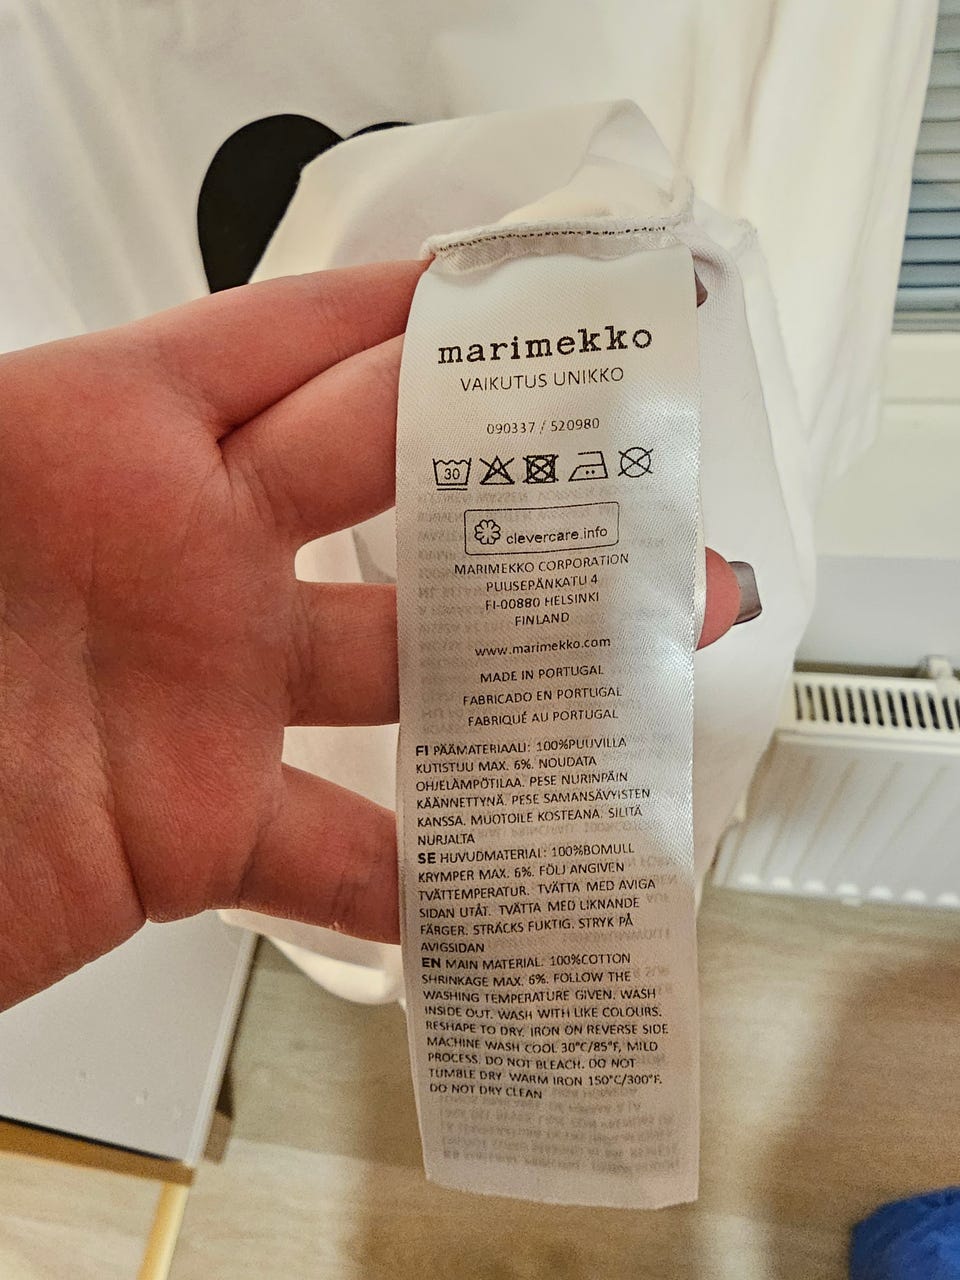 marimekko
VAIKUTUS UNIKKO
090337 / 520980
30
clevercare.info
MARIMEKKO CORPORATION
PUUSEPÄNKATU 4
FI-00880 HELSINKI
FINLAND
www.marimekko.com
MADE IN PORTUGAL
FABRICADO EN PORTUGAL
FABRIQUÉ AU PORTUGAL
FI PÄÄMATERIAALI: 100%PUUVILLA
KUTISTUU MAX. 6%. NOUDATA
OHJELÄMPÖTILAA. PESE NURINPÄIN
KÄÄNNETTYNÄ. PESE SAMANSÄVYISTEN
KANSSA. MUOTOILE KOSTEANA. SILITÄ
NURJALTA
SE HUVUDMATERIAL: 100%BOMULL
KRYMPER MAX. 6%. FÖLJ ANGIVEN
TVÄTTEMPERATUR. TVÄTTA MED AVIGA
SIDAN UTÅT. TVÄTTA MED LIKNANDE
FÄRGER. STRÄCKS FUKTIG. STRYK PÅ
AVIGSIDAN
EN MAIN MATERIAL: 100%COTTON
SHRINKAGE MAX. 6%. FOLLOW THE
WASHING TEMPERATURE GIVEN. WASH
INSIDE OUT. WASH WITH LIKE COLOURS.
RESHAPE TO DRY. IRON ON REVERSE SIDE
MACHINE WASH COOL 30°C/85°F, MILD
PROCESS. DO NOT BLEACH. DO NOT
TUMBLE DRY. WARM IRON 150°C/300°F.
DO NOT DRY CLEAN